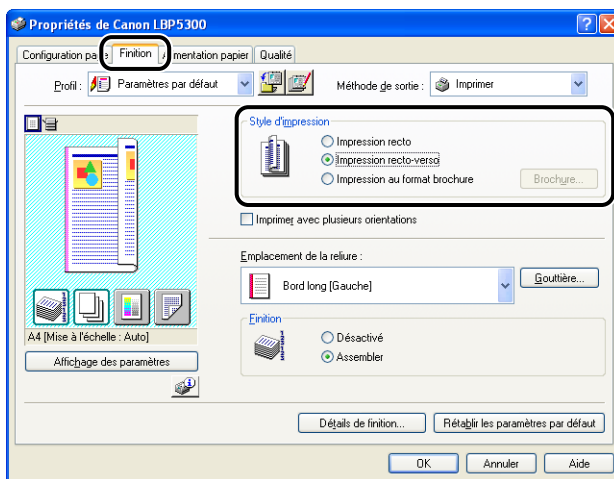 Propriétés de Canon LBP5300
Configuration pa e Finition A mentation papier Qualité
Profil : Paramètres par défaut Méthode de sortie : Imprimer
Style d'impression
Impression recto
Impression recto-verso
Impression au format brochure Brochure...
Imprimer avec plusieurs orientations
Emplacement de la reliure :
Bord long [Gauche] Gouttière...
Finition
Désactivé
Assembler
A4 [Mise à l'échelle : Auto]
Affichage des paramètres
Détails de finition... Rétablir les paramètres par défaut
OK Annuler Aide